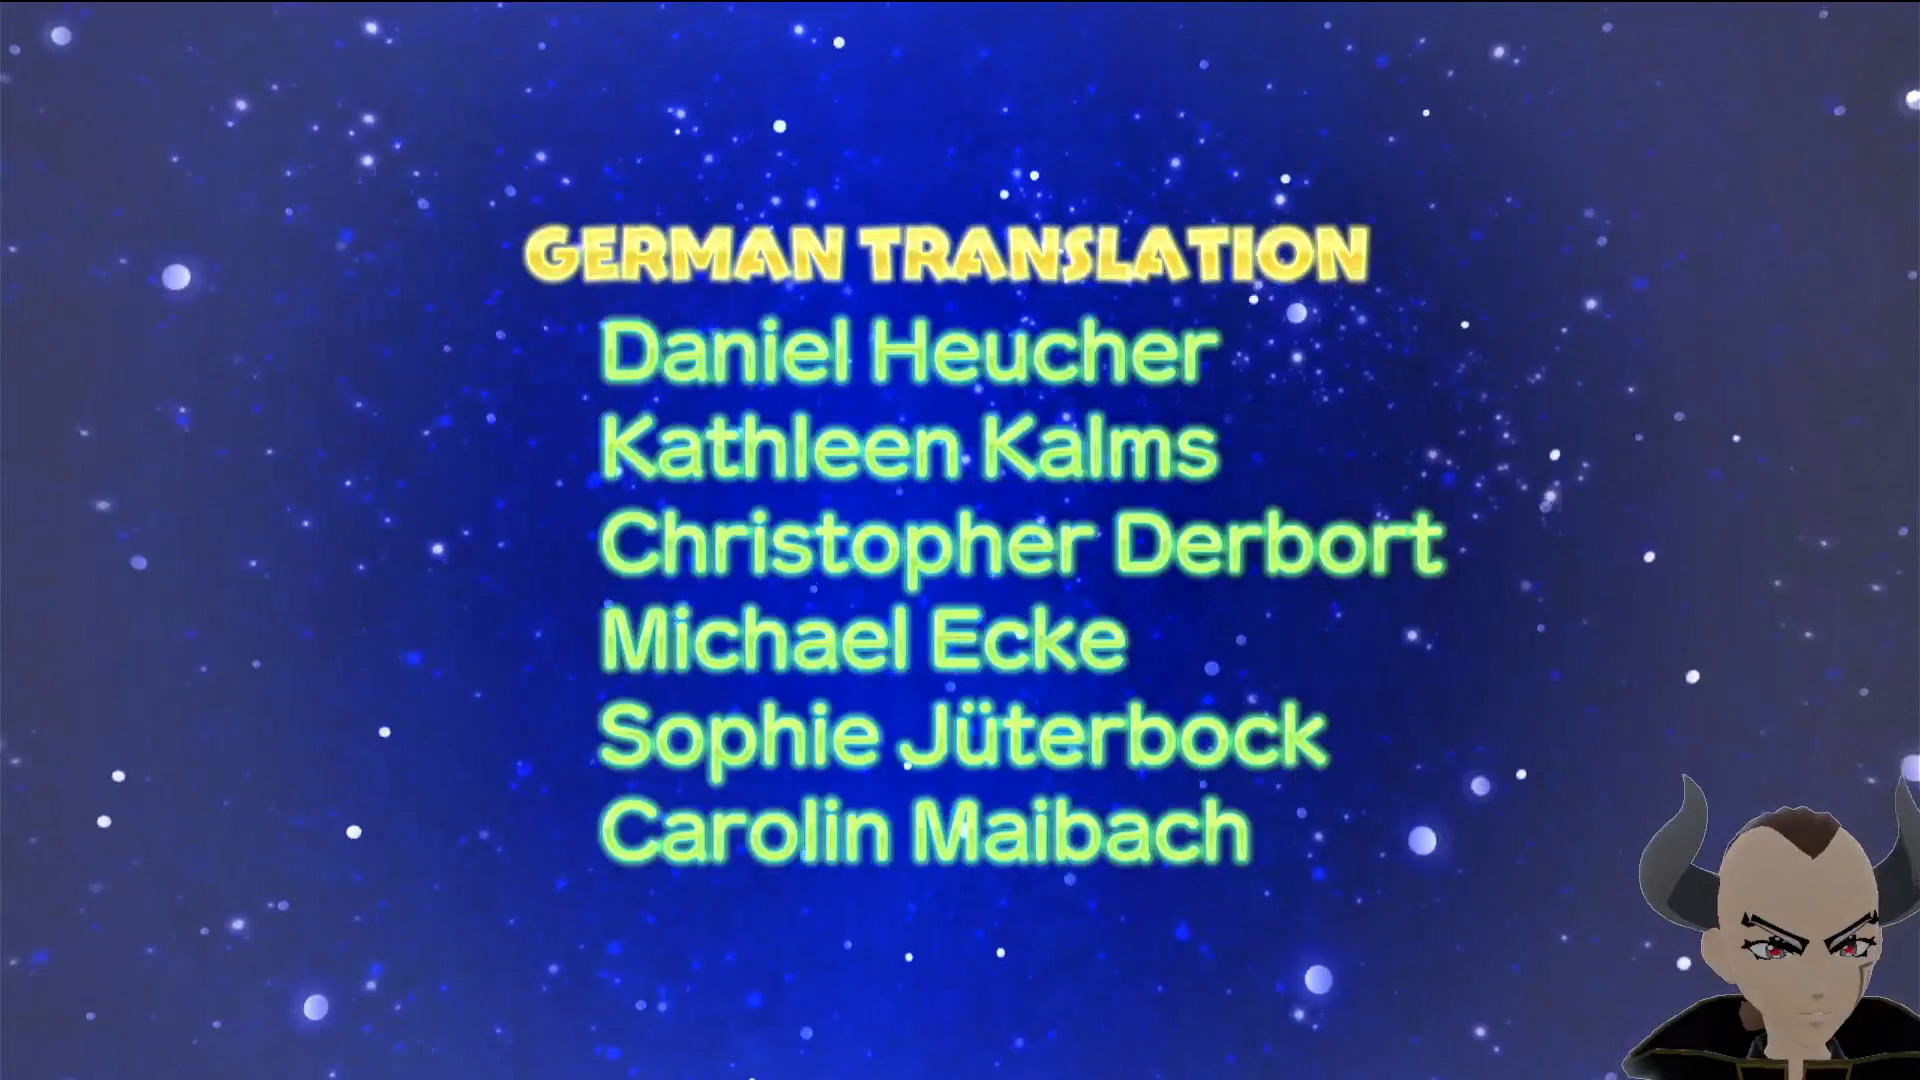 GERMAN TRANSLATION
Daniel Heucher
Kathleen Kalms
Christopher Derbort
Michael Ecke
Sophie Jüterbock
Carolin Maibach